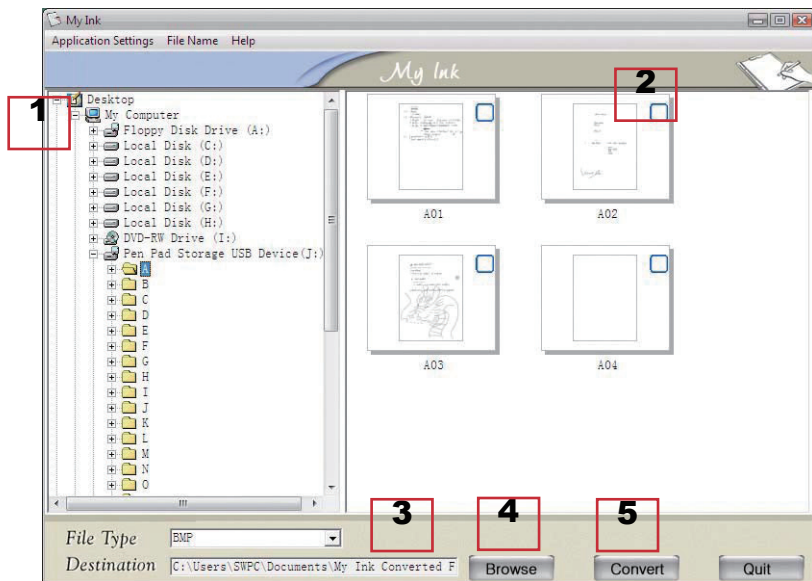 My Ink
Application Settings File Name Help
My Ink
1
2
Desktop
My Computer
Floppy Disk Drive (A:)
Local Disk (C:)
Local Disk (D:)
Local Disk (E:)
Local Disk (F:)
Local Disk (G:)
Local Disk (H:)
DVD-RW Drive (I:)
Pen Pad Storage USB Device(J:)
A
B
C
D
E
F
G
H
I
J
K
L
M
N
O
A01
A02
A03
A04
3
4
5
File Type
BMP
Destination
C:\Users\SWPC\Documents\My Ink Converted F
Browse
Convert
Quit